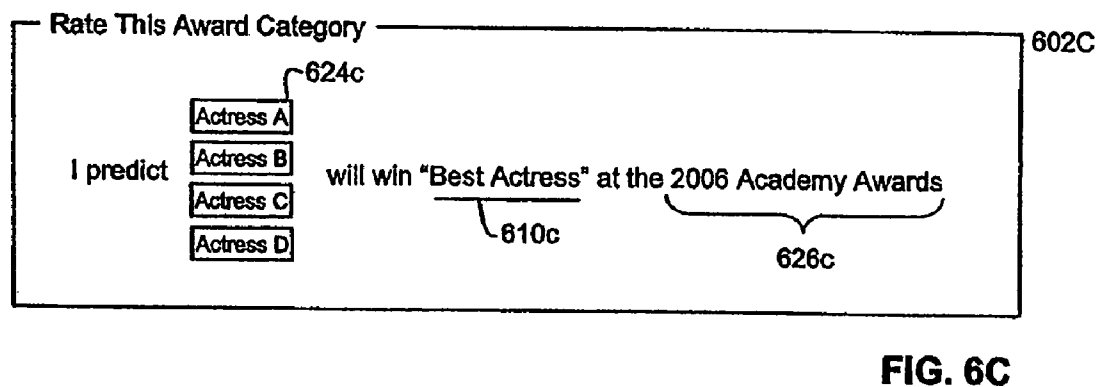 Rate This Award Category
602C
624c
Actress A
Actress B
I predict
will win "Best Actress" at the 2006 Academy Awards
Actress C
Actress D
610c
626c
FIG. 6C